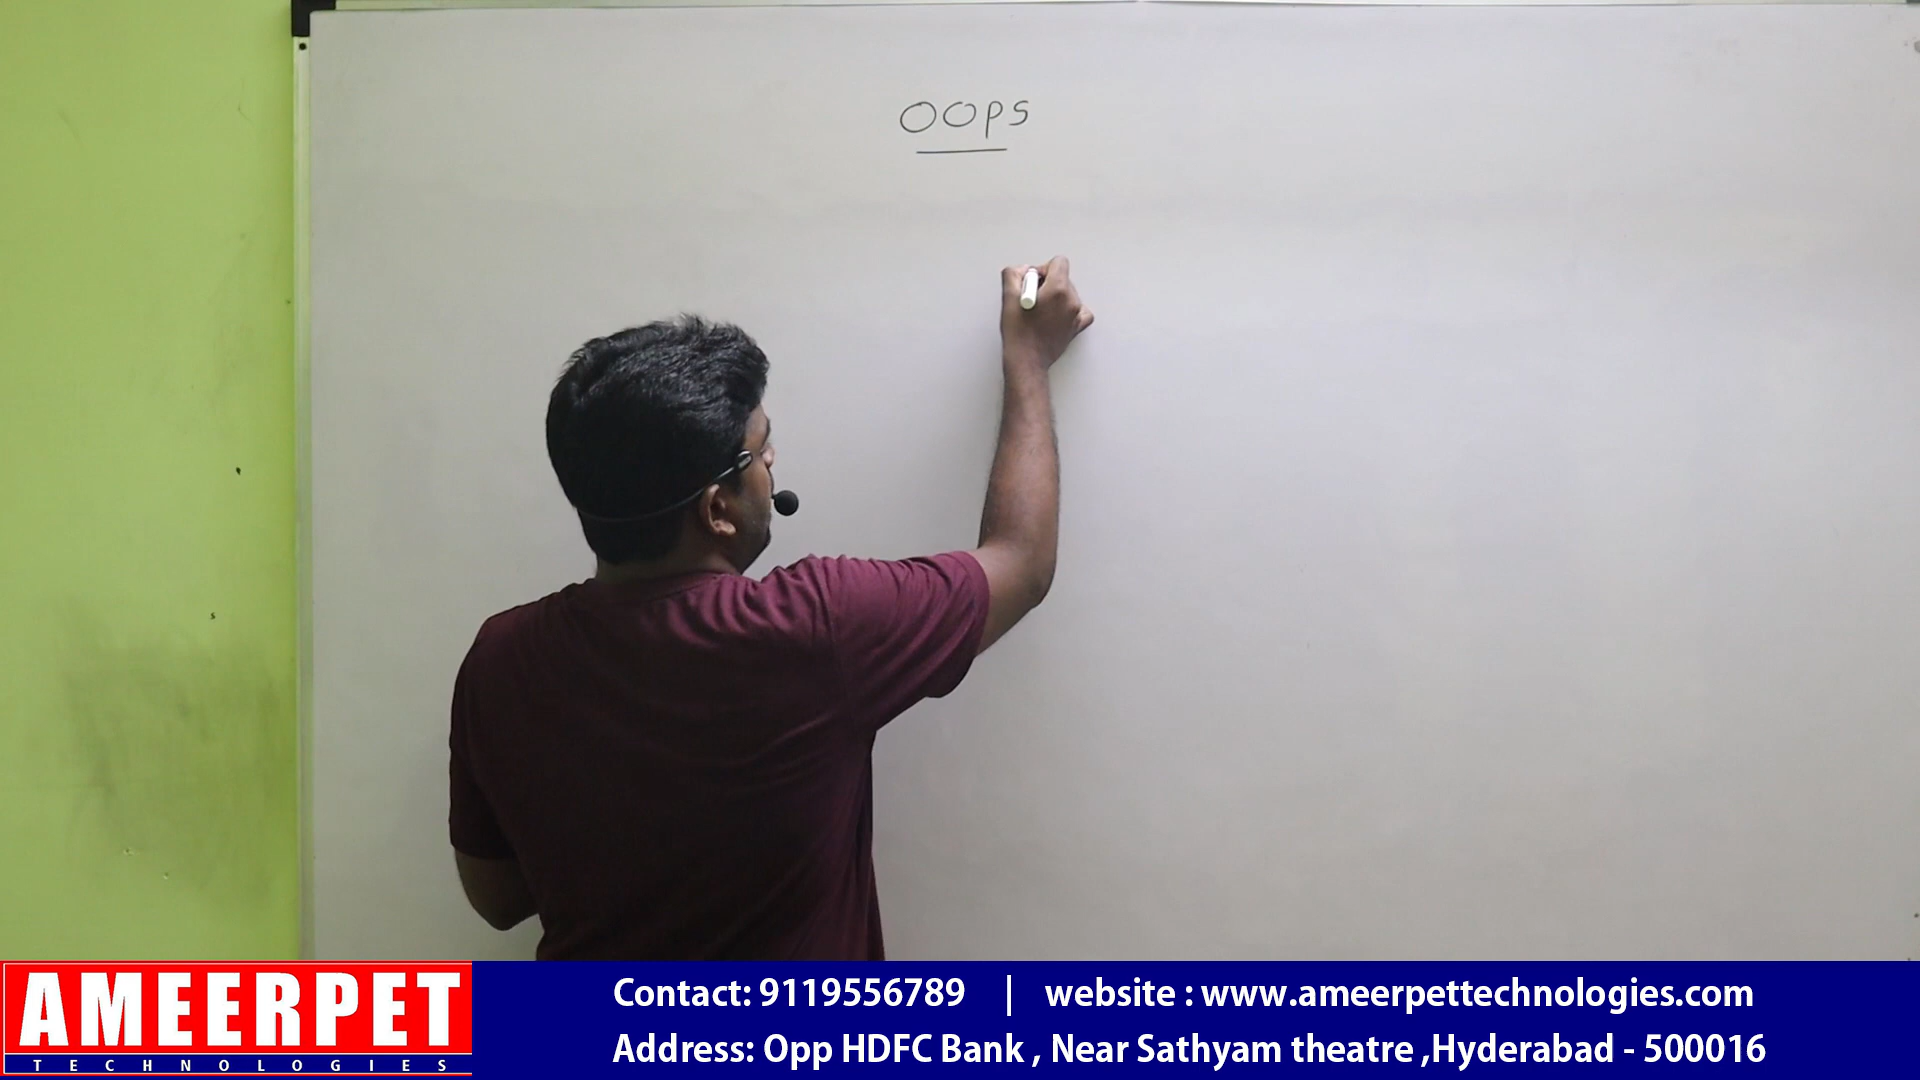 OOPS
AMEERPET
TECHNOLOGIES
Contact: 9119556789 | website : www.ameerpettechnologies.com
Address: Opp HDFC Bank , Near Sathyam theatre ,Hyderabad - 500016